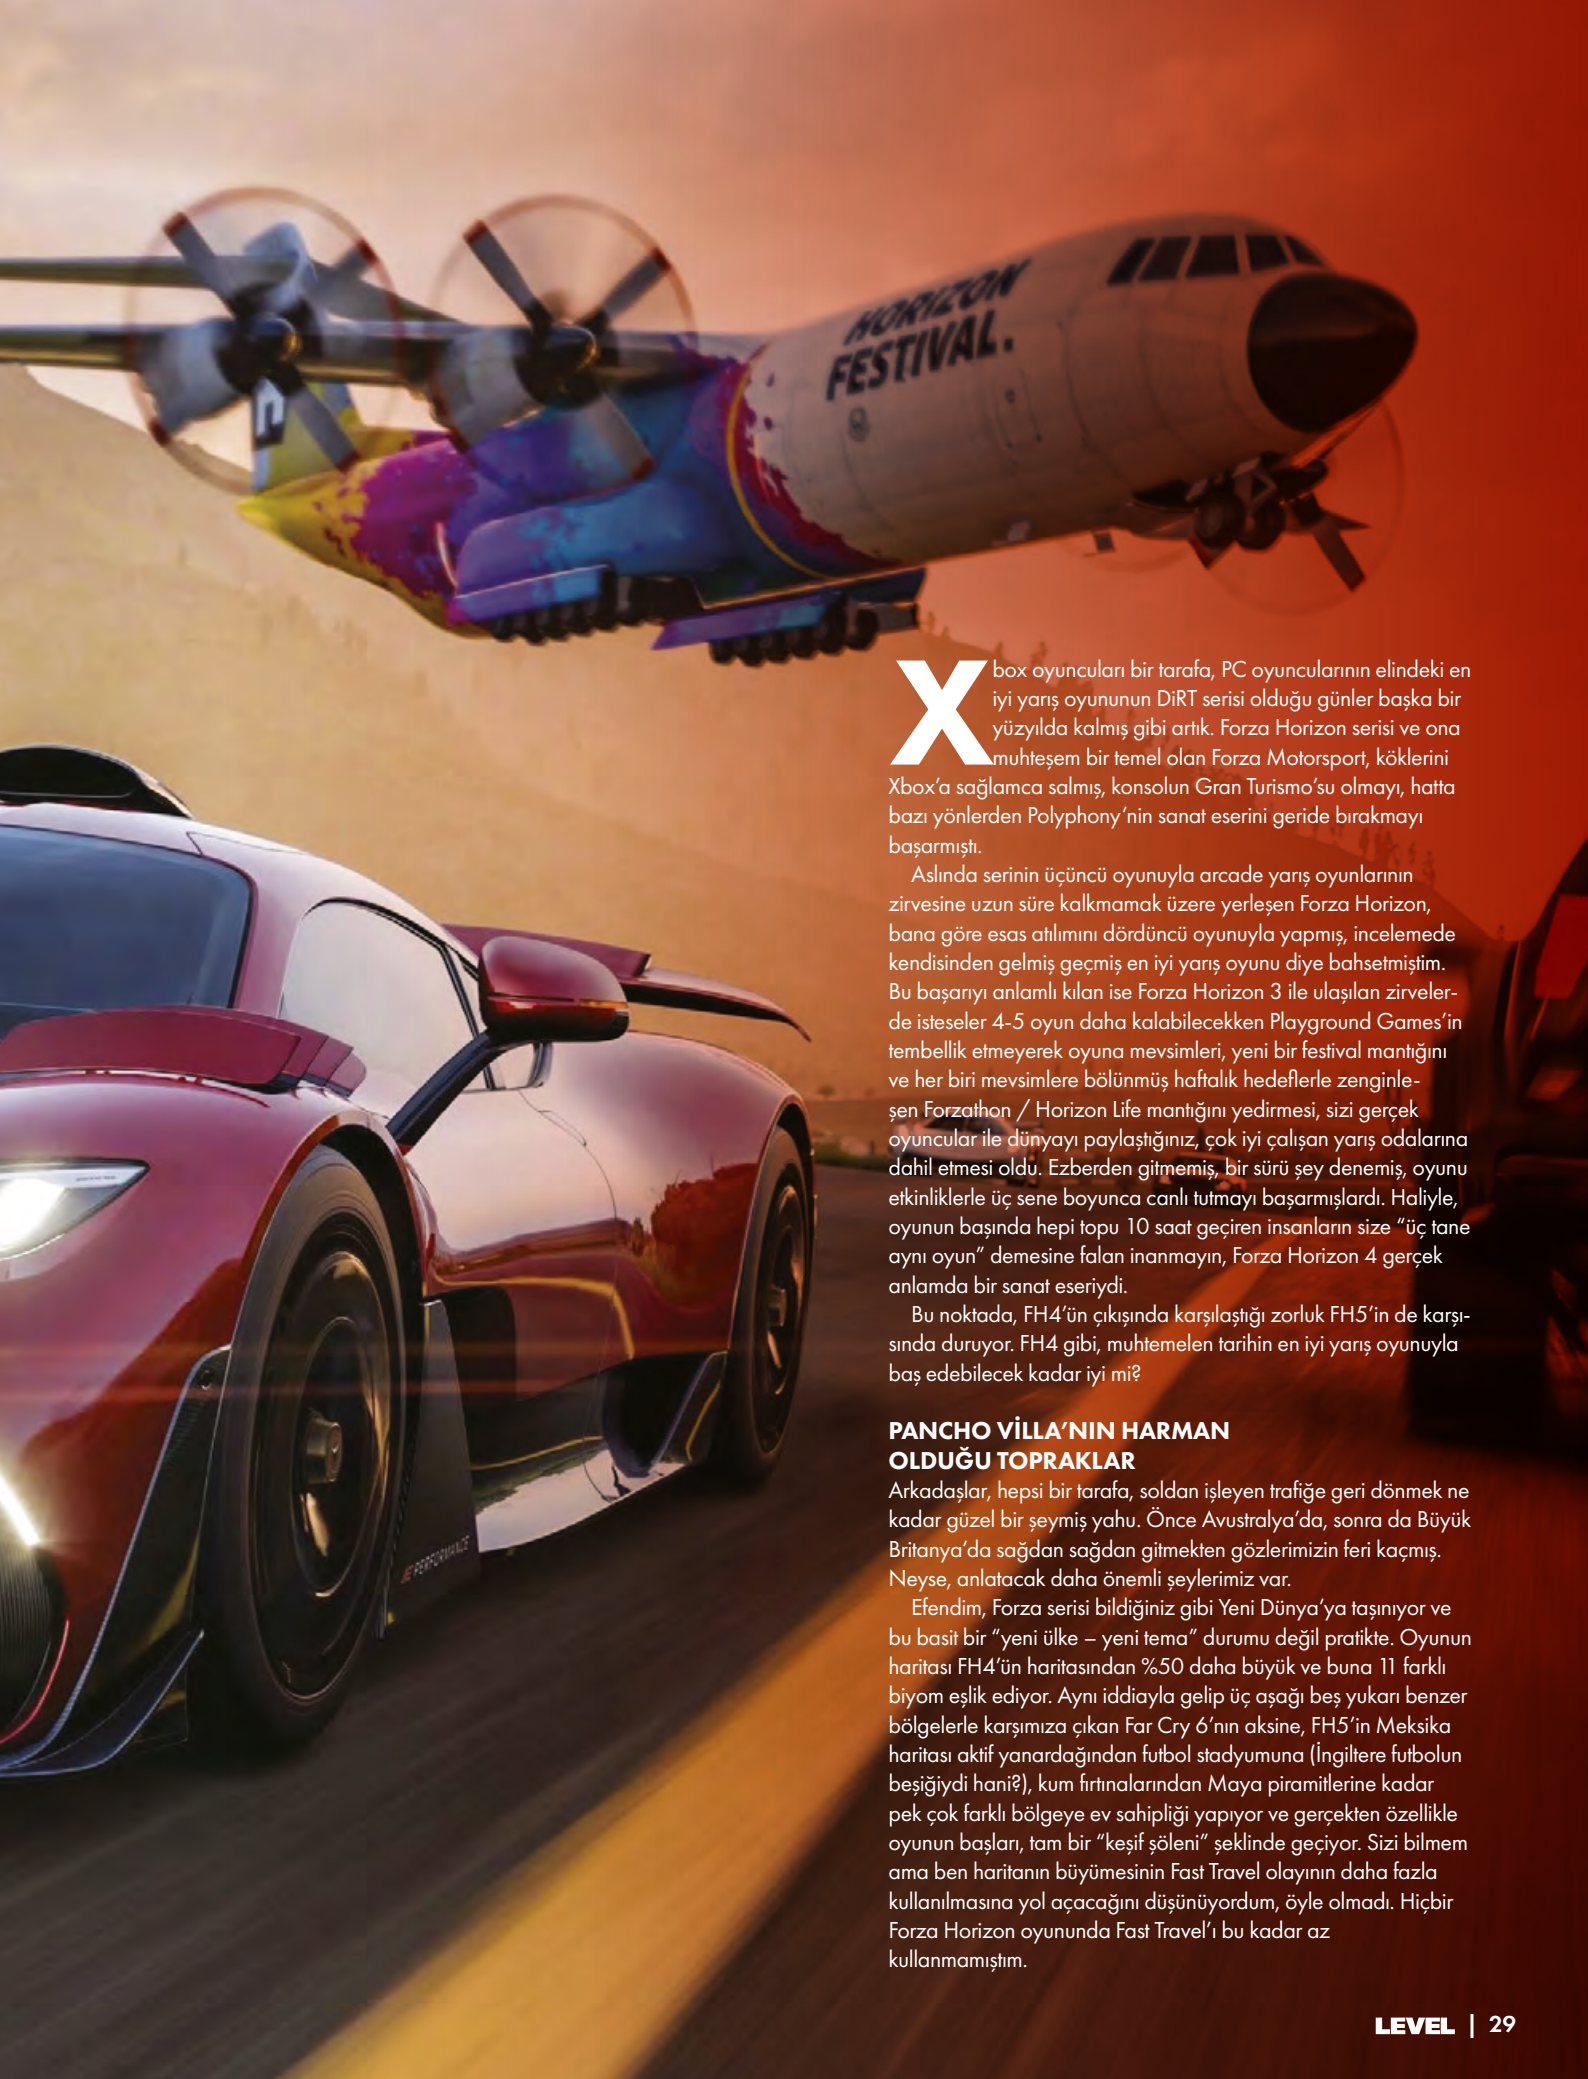 HORIZON
FESTIVAL.
Xbox oyuncuları bir tarafa, PC oyuncularının elindeki en
iyi yarış oyununun DiRT serisi olduğu günler başka bir
yüzyılda kalmış gibi artık. Forza Horizon serisi ve ona
muhteşem bir temel olan Forza Motorsport, köklerini
Xbox’a sağlamca salmış, konsolun Gran Turismo’su olmayı, hatta
bazı yönlerden Polyphony’nin sanat eserini geride bırakmayı
başarmıştı.
Aslında serinin üçüncü oyunuyla arcade yarış oyunlarının
zirvesine uzun süre kalkmamak üzere yerleşen Forza Horizon,
bana göre esas atılımını dördüncü oyunuyla yapmış, incelemede
kendisinden gelmiş geçmiş en iyi yarış oyunu diye bahsetmiştim.
Bu başarıyı anlamlı kılan ise Forza Horizon 3 ile ulaşılan zirveler-
de isteseler 4-5 oyun daha kalabilecekken Playground Games’in
tembellik etmeyerek oyuna mevsimleri, yeni bir festival mantığını
ve her biri mevsimlere bölünmüş haftalık hedeflerle zenginle-
şen Forzathon / Horizon Life mantığını yedirmesi, sizi gerçek
oyuncular ile dünyayı paylaştığınız, çok iyi çalışan yarış odalarına
dahil etmesi oldu. Ezberden gitmemiş, bir sürü şey denemiş, oyunu
etkinliklerle üç sene boyunca canlı tutmayı başarmışlardı. Haliyle,
oyunun başında hepi topu 10 saat geçiren insanların size “üç tane
aynı oyun” demesine falan inanmayın, Forza Horizon 4 gerçek
anlamda bir sanat eseriydi.
Bu noktada, FH4’ün çıkışında karşılaştığı zorluk FH5’in de karşı-
sında duruyor. FH4 gibi, muhtemelen tarihin en iyi yarış oyunuyla
baş edebilecek kadar iyi mi?
PANCHO VİLLA’NIN HARMAN
OLDUĞU TOPRAKLAR
Arkadaşlar, hepsi bir tarafa, soldan işleyen trafiğe geri dönmek ne
kadar güzel bir şeymiş yahu. Önce Avustralya’da, sonra da Büyük
Britanya’da sağdan sağdan gitmekten gözlerimizin feri kaçmış.
Neyse, anlatacak daha önemli şeylerimiz var.
Efendim, Forza serisi bildiğiniz gibi Yeni Dünya’ya taşınıyor ve
bu basit bir “yeni ülke – yeni tema” durumu değil pratikte. Oyunun
haritası FH4’ün haritasından %50 daha büyük ve buna 11 farklı
biyom eşlik ediyor. Aynı iddiayla gelip üç aşağı beş yukarı benzer
bölgelerle karşımıza çıkan Far Cry 6’nın aksine, FH5’in Meksika
haritası aktif yanardağından futbol stadyumuna (İngiltere futbolun
beşiğiydi hani?), kum fırtınalarından Maya piramitlerine kadar
pek çok farklı bölgeye ev sahipliği yapıyor ve gerçekten özellikle
oyunun başları, tam bir “keşif şöleni” şeklinde geçiyor. Sizi bilmem
ama ben haritanın büyümesinin Fast Travel olayının daha fazla
kullanılmasına yol açacağını düşünüyordum, öyle olmadı. Hiçbir
Forza Horizon oyununda Fast Travel’ı bu kadar az
kullanmamıştım.
E PERFORMANCE
LEVEL | 29